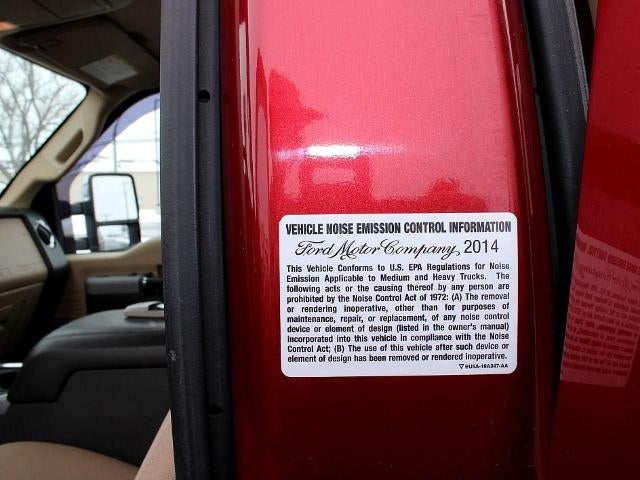 VEHICLE NOISE EMISSION CONTROL INFORMATION
Ford Motor Company 2014
This Vehicle Conforms to U.S. EPA Regulations for Noise
Emission Applicable to Medium and Heavy Trucks. The
following acts or the causing thereof by any person are
prohibited by the Noise Control Act of 1972: (A) The removal
or rendering inoperative, other than for purposes of
maintenance, repair, or replacement, of any noise control
device or element of design (listed in the owner's manual)
incorporated into this vehicle in compliance with the Noise
Control Act; (B) The use of this vehicle after such device or
element of design has been removed or rendered inoperative.